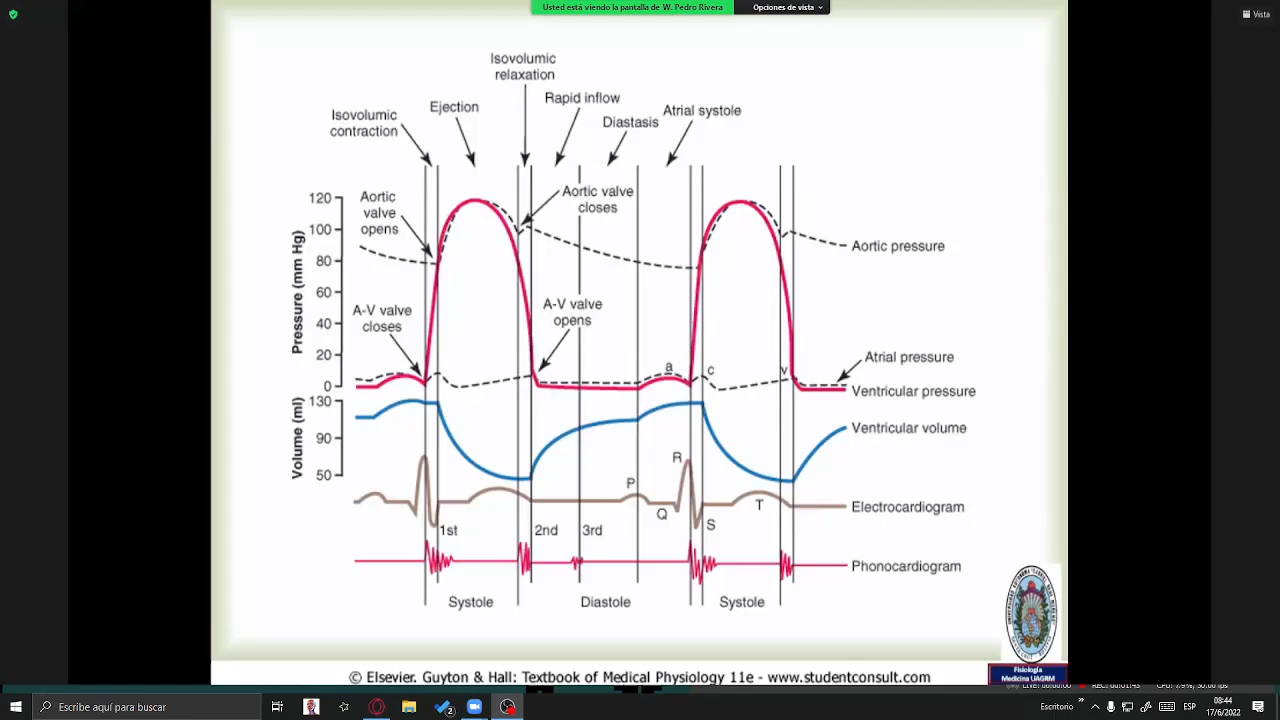 Usted está viendo la pantalla de W. Pedro Rivera
Opciones de vista
Vista
Isovolumic
relaxation
Ejection
Rapid inflow
Isovolumic
contraction
Diastasis
Atrial systole
Aortic
valve
opens
Aortic valve
closes
Pressure (mm Hg)
120
100
80
60
40
20
0
A-V valve
closes
A-V valve
opens
a
c
v
Aortic pressure
Atrial pressure
Ventricular pressure
Volume (ml)
130
90
50
Ventricular volume
R
P
Q
S
T
Electrocardiogram
1st
2nd
3rd
Phonocardiogram
Systole
Diastole
Systole
Fisiología
Medicina UAGRM
© Elsevier. Guyton & Hall: Textbook of Medical Physiology 11e - www.studentconsult.com
Escribe aquí para buscar
Escritorio
08:44
17/6/2022